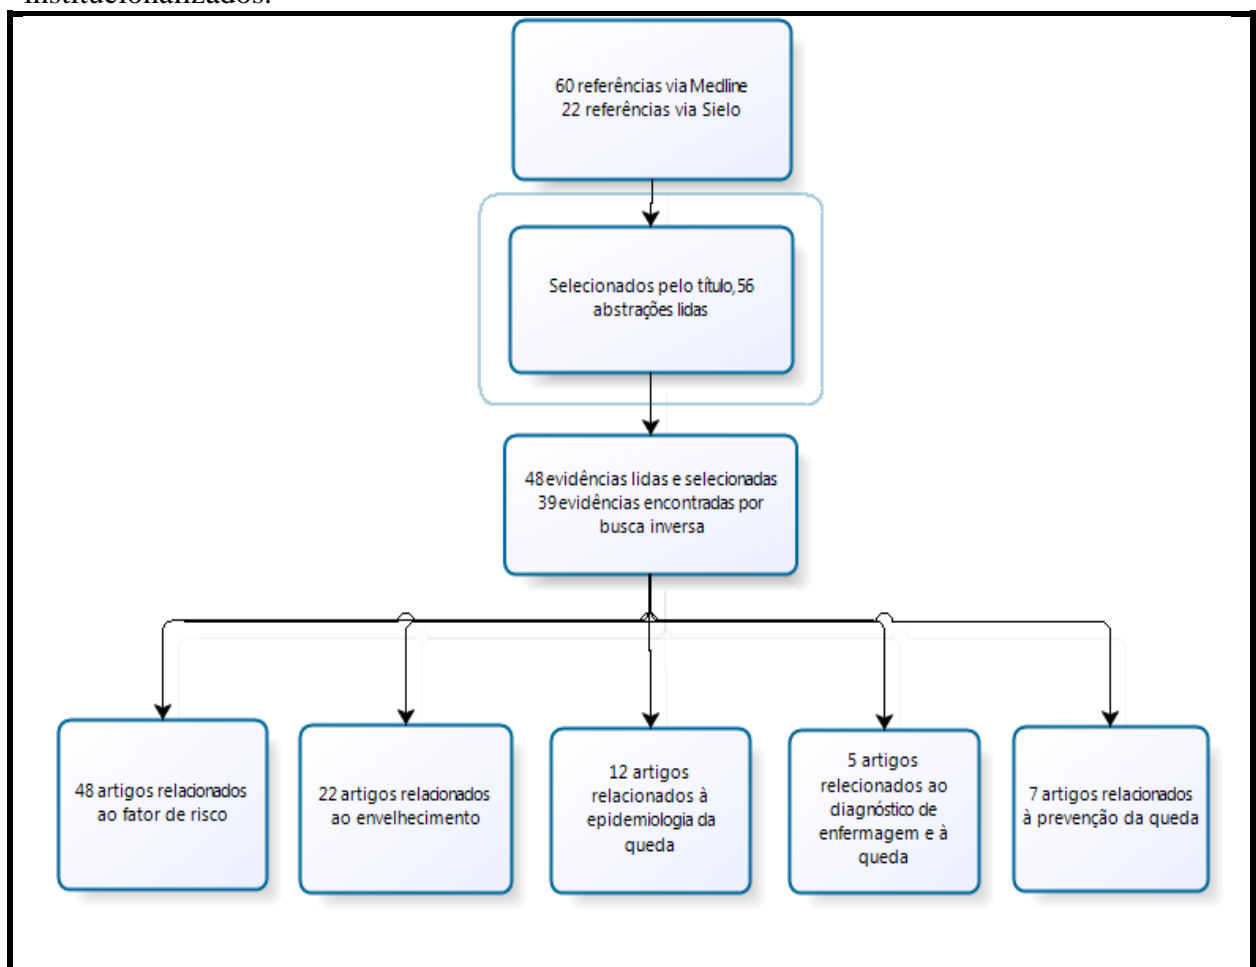 institucionalizados.
60 referências via Medline
22 referências via Sielo
Selecionados pelo título,56
abstrações lidas
48 evidências lidas e selecionadas
39 evidências encontradas por
busca inversa
48 artigos relacionados
ao fator de risco
22 artigos relacionados
ao envelhecimento
12 artigos
relacionados à
epidemiologia da
queda
5 artigos
relecionados ao
diagnóstico de
enfermagem e à
queda
7 artigos relacionados
à prevenção da queda